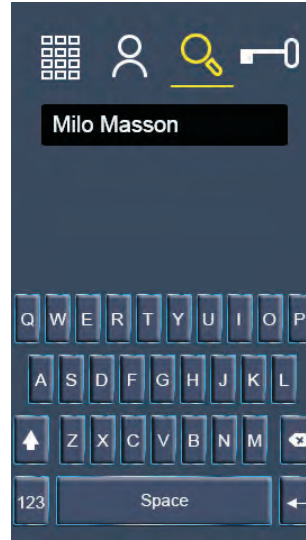 Milo Masson
Q W E R T Y U I O P
A S D F G H J K L
Z X C V B N M
123 Space